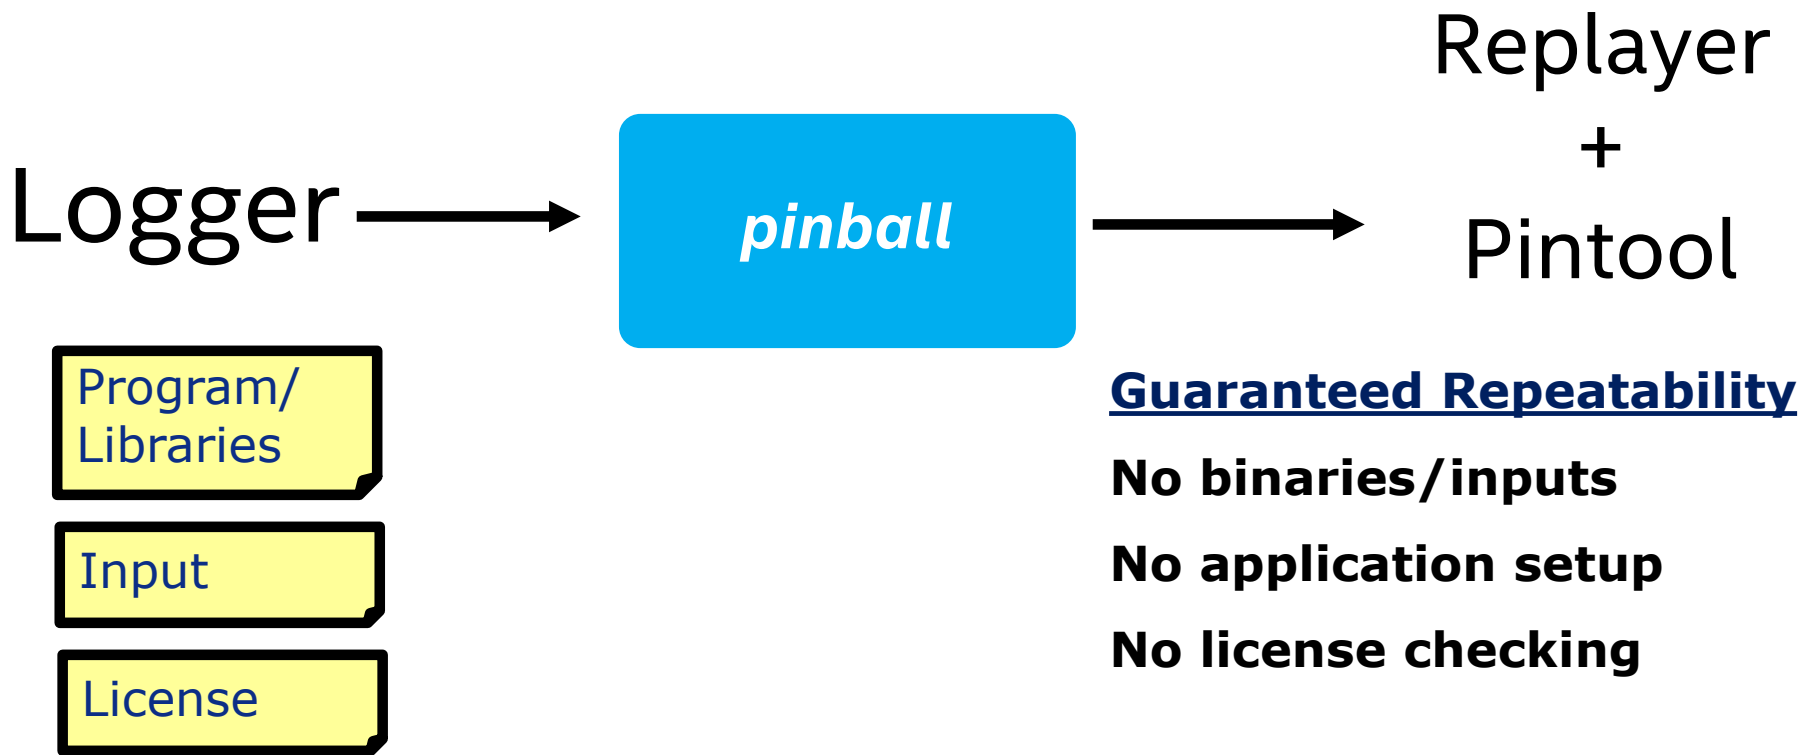 Logger
pinball
Replayer
+
Pintool
Program/
Libraries
Input
License
Guaranteed Repeatability
No binaries/inputs
No application setup
No license checking